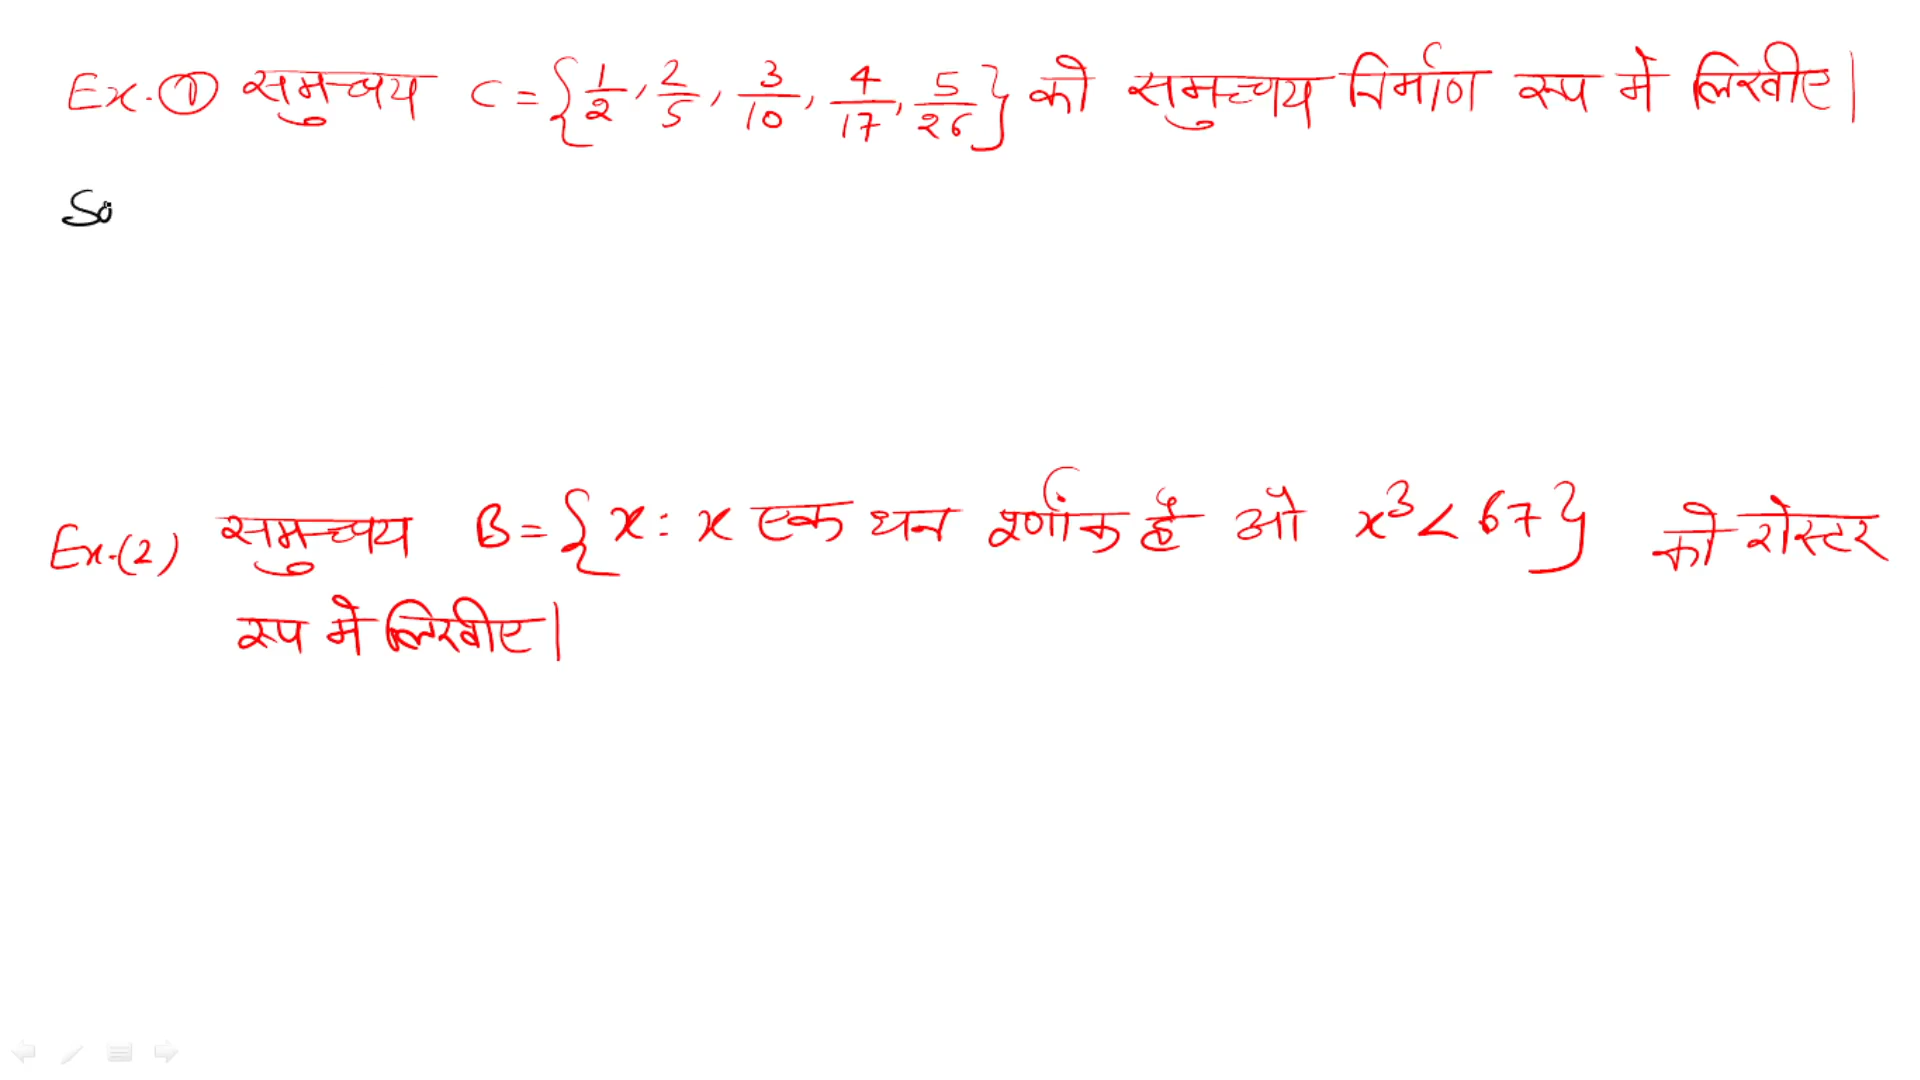 Ex. ① समुच्चय C = {1/2, 2/5, 3/10, 4/17, 5/26} को समुच्चय निर्माण रूप मे लिखीए।
So
Ex.(2) समुच्चय B = {x : x एक धन र्णांक है औ x³ < 67} को रोस्टर
रूप मे लिखीए।